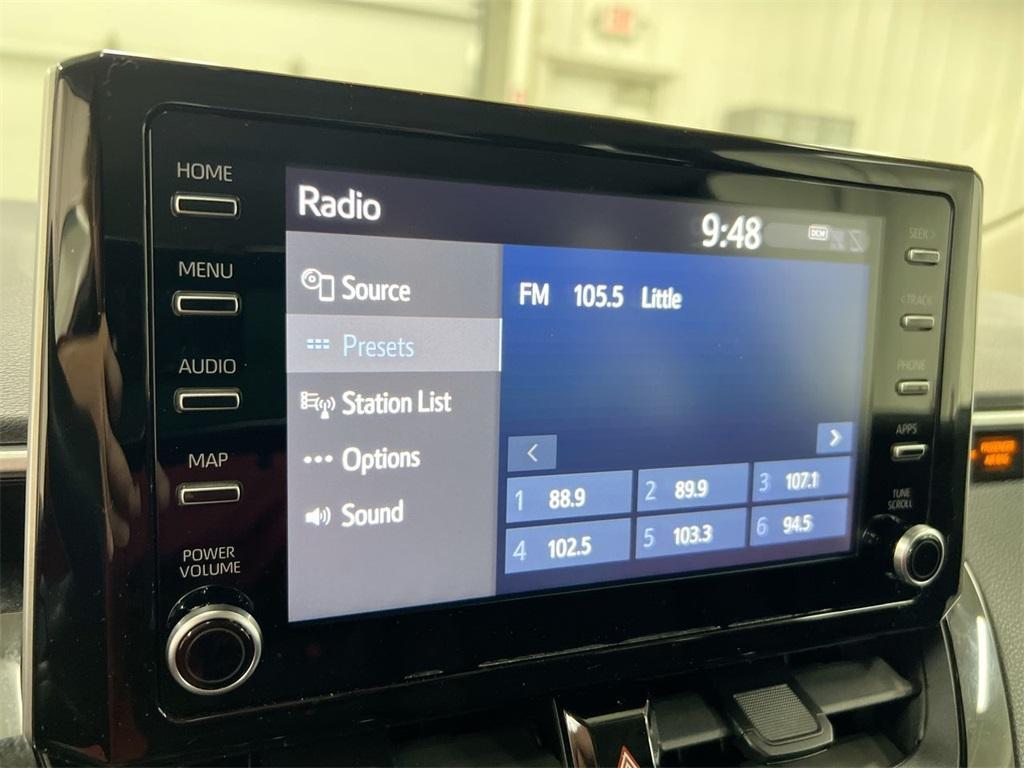 HOME
MENU
AUDIO
MAP
POWER
VOLUME
Radio
9:48
DCM
Source
Presets
Station List
Options
Sound
FM 105.5 Little
<
>
1 88.9
2 89.9
3 107.1
4 102.5
5 103.3
6 94.5
SEEK >
< TRACK
PHONE
APPS
TUNE
SCROLL